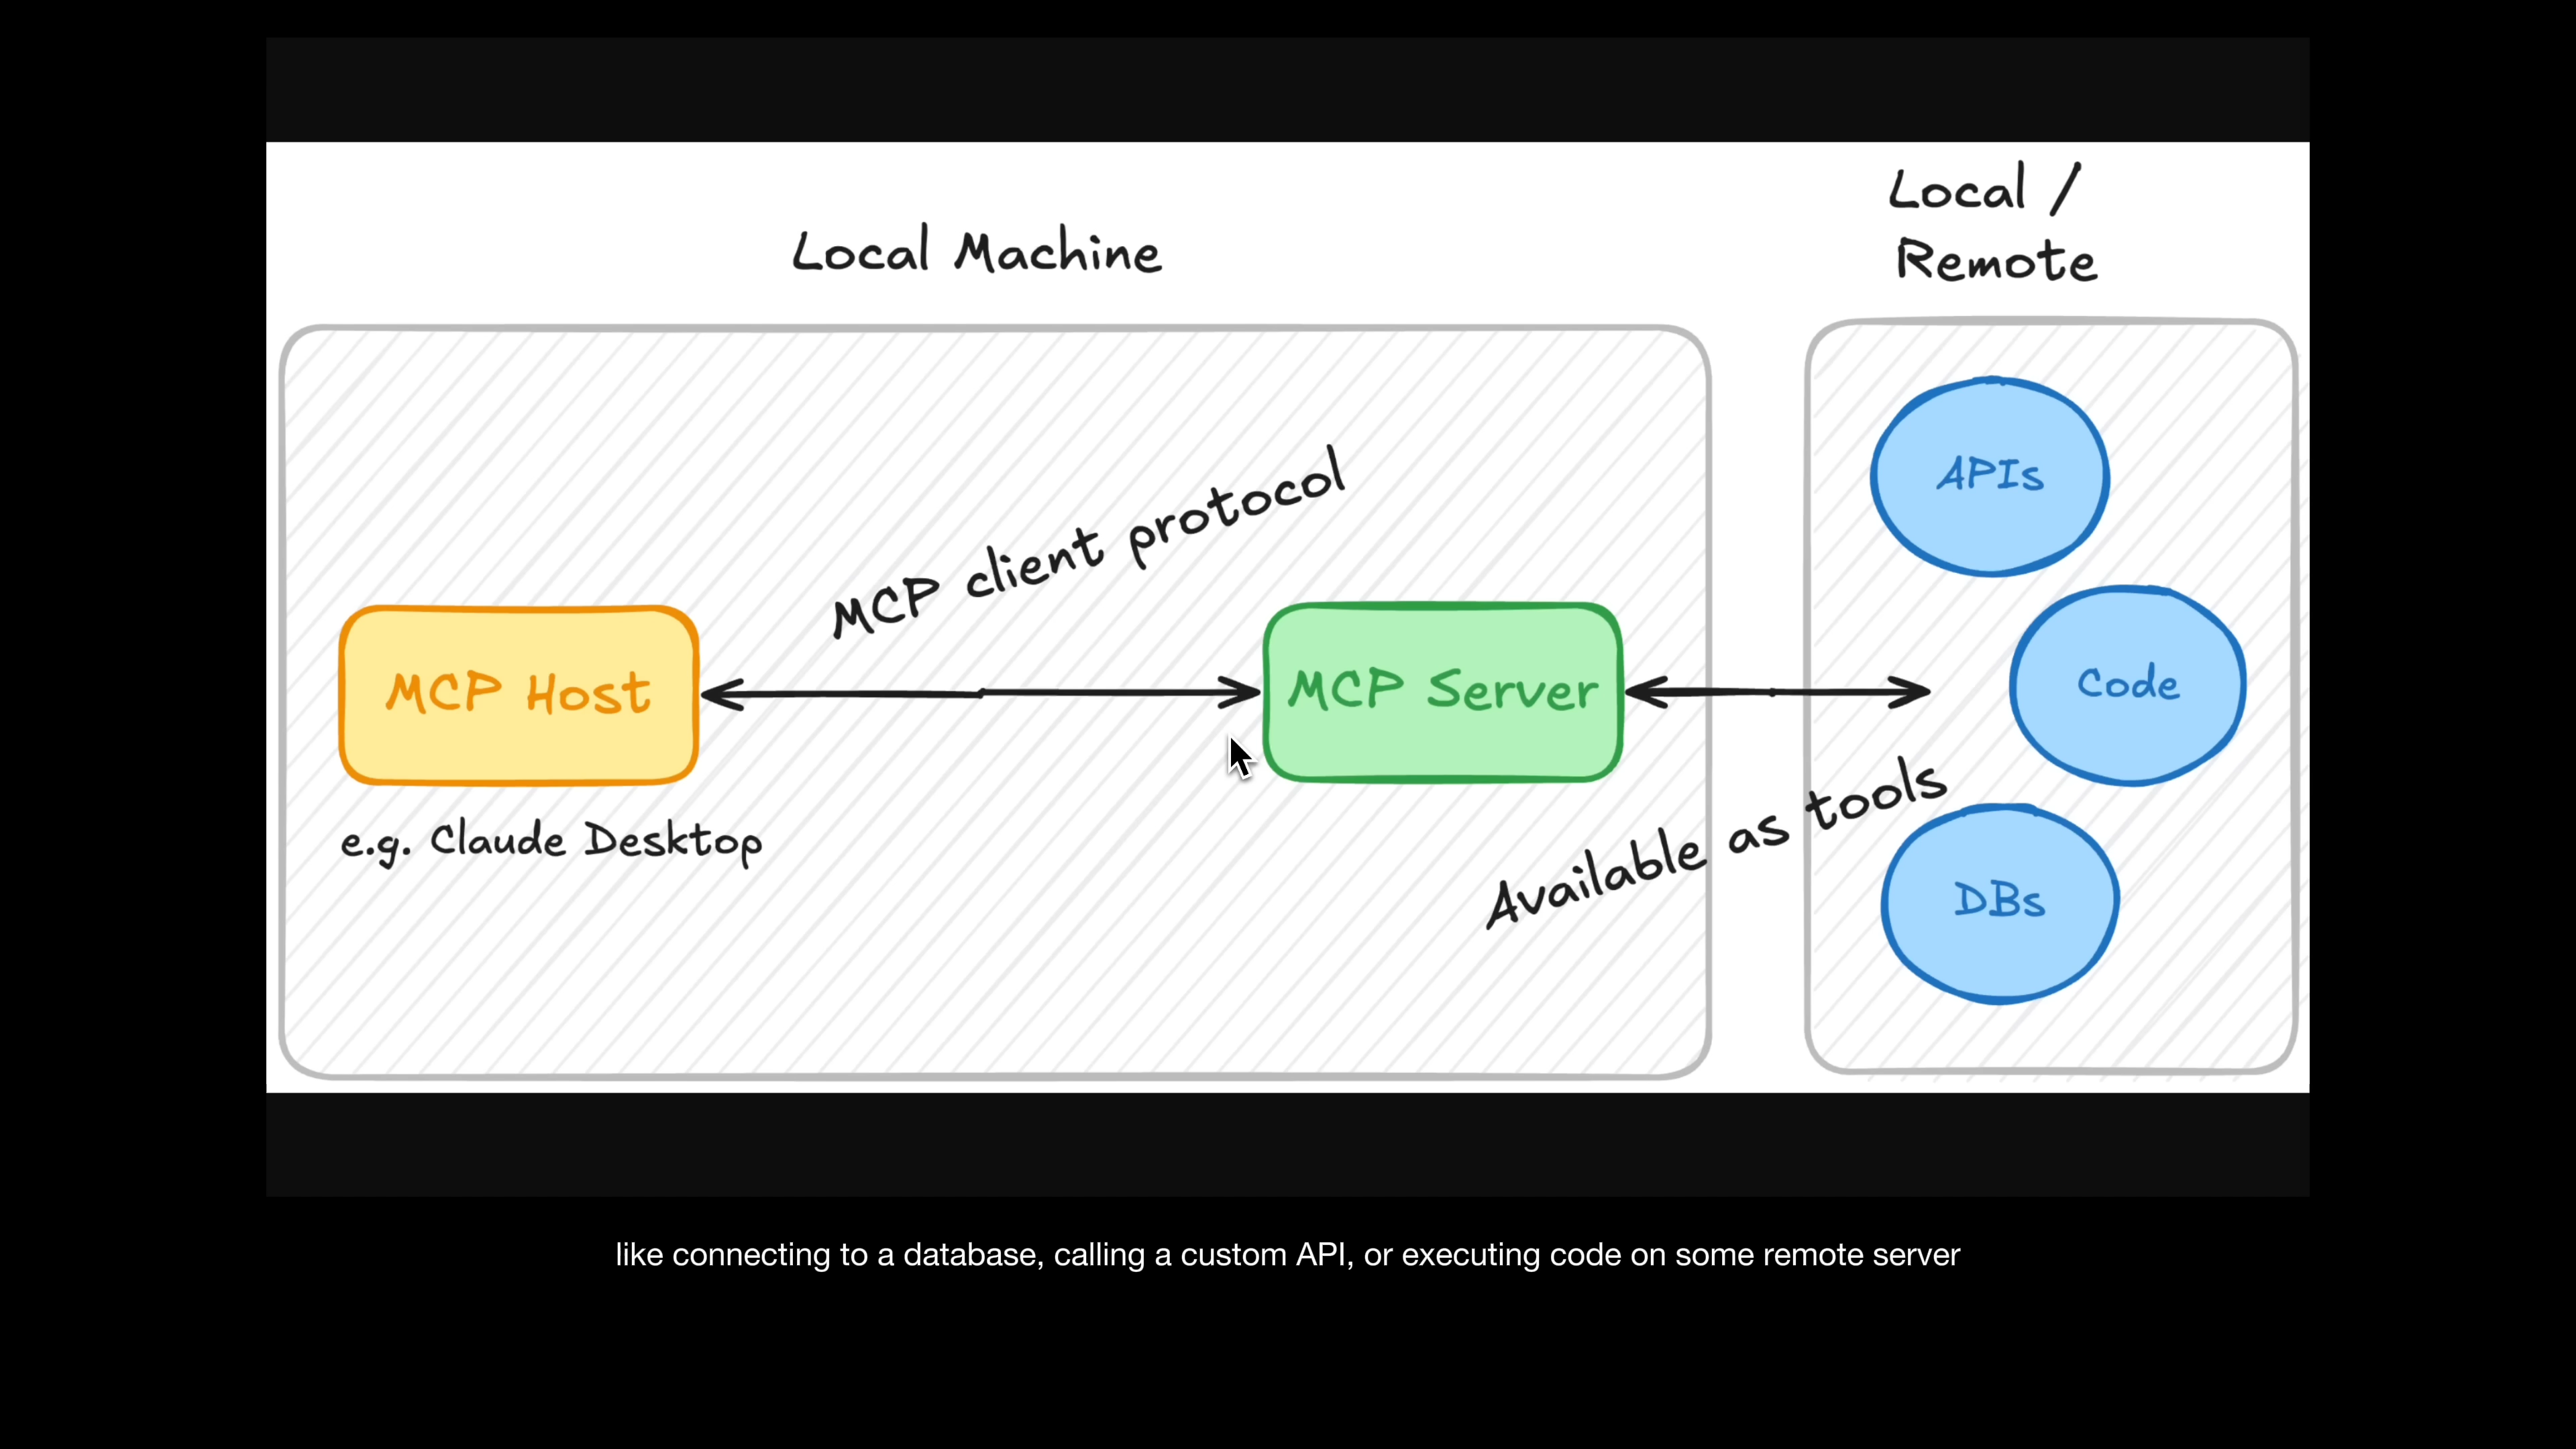 Local Machine
Local /
Remote
MCP client protocol
APIs
MCP Host
MCP Server
Code
e.g. Claude Desktop
Available as tools
DBs
like connecting to a database, calling a custom API, or executing code on some remote server